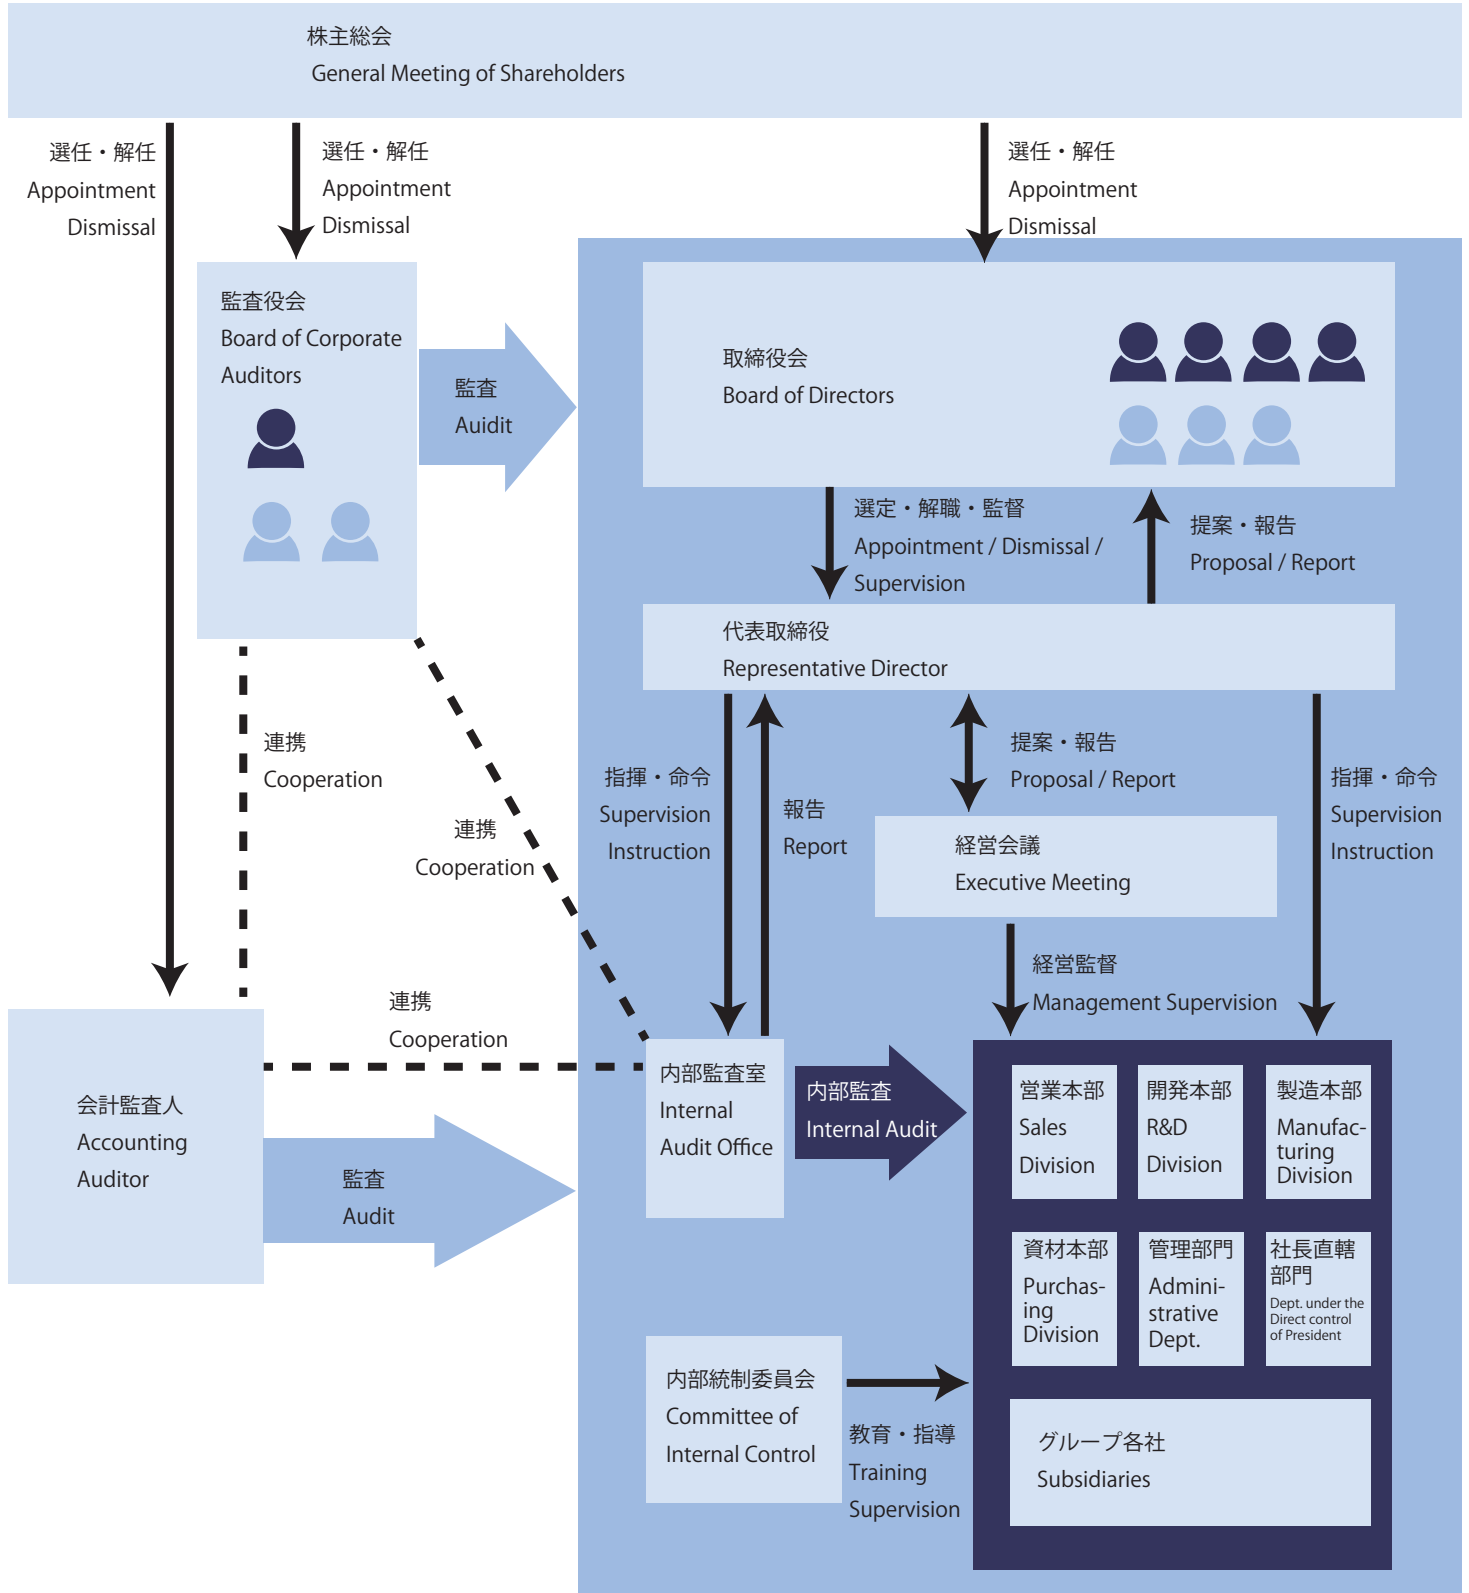 株主総会
General Meeting of Shareholders
選任・解任
Appointment
Dismissal
選任・解任
Appointment
Dismissal
選任・解任
Appointment
Dismissal
監査役会
Board of Corporate
Auditors
監査
Auidit
取締役会
Board of Directors
選定・解職・監督
Appointment / Dismissal /
Supervision
提案・報告
Proposal / Report
代表取締役
Representative Director
連携
Cooperation
連携
Cooperation
指揮・命令
Supervision
Instruction
報告
Report
提案・報告
Proposal / Report
指揮・命令
Supervision
Instruction
経営会議
Executive Meeting
経営監督
Management Supervision
連携
Cooperation
会計監査人
Accounting
Auditor
監査
Audit
内部監査室
Internal
Audit Office
内部監査
Internal Audit
営業本部
Sales
Division
開発本部
R&D
Division
製造本部
Manufac-
turing
Division
資材本部
Purchas-
ing
Division
管理部門
Admini-
strative
Dept.
社長直轄
部門
Dept. under the
Direct control
of President
内部統制委員会
Committee of
Internal Control
教育・指導
Training
Supervision
グループ各社
Subsidiaries